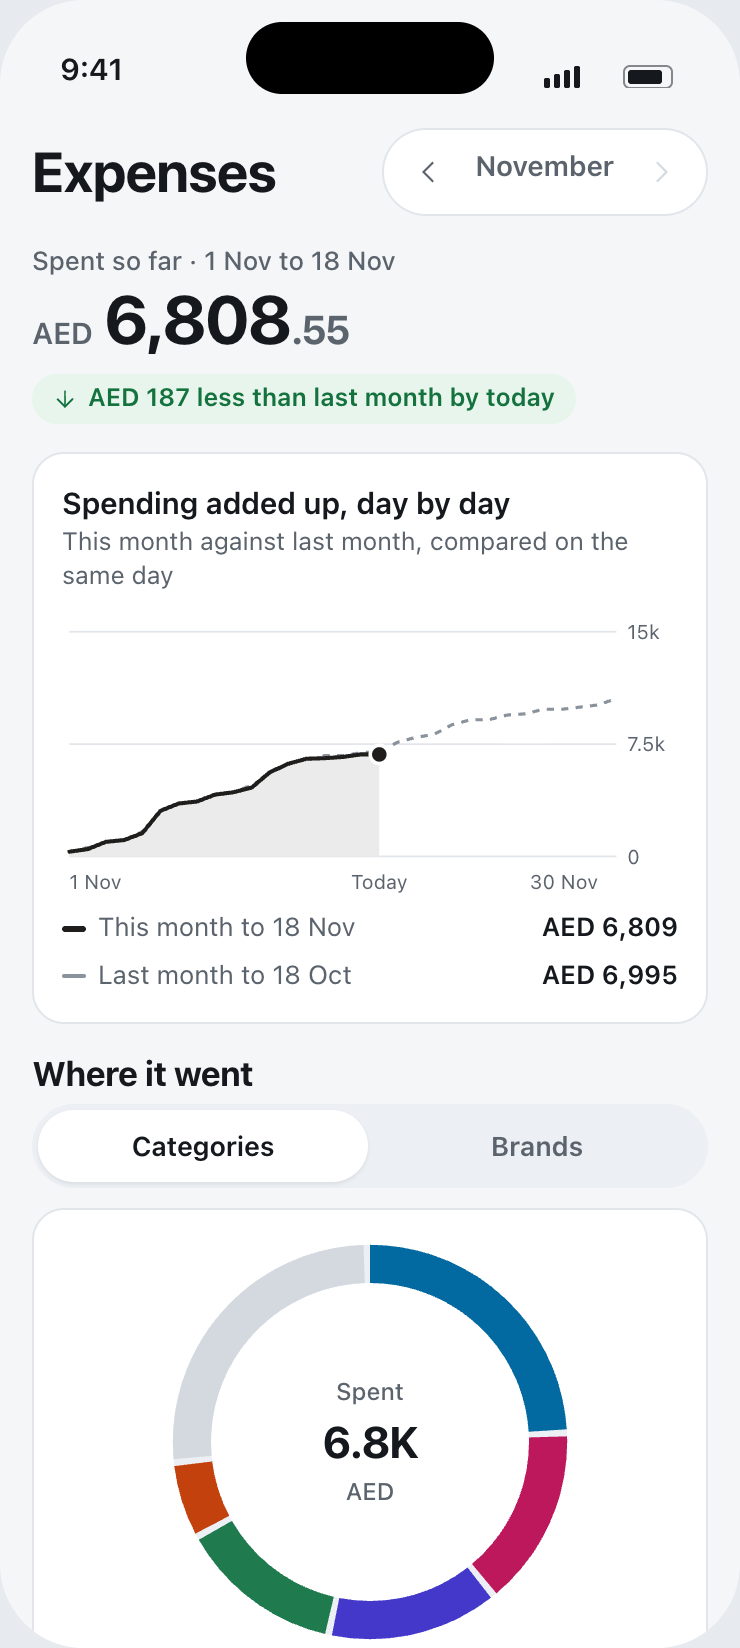 9:41
Expenses
November
Spent so far · 1 Nov to 18 Nov
AED 6,808.55
↓ AED 187 less than last month by today
Spending added up, day by day
This month against last month, compared on the
same day
15k
7.5k
0
1 Nov Today 30 Nov
This month to 18 Nov AED 6,809
Last month to 18 Oct AED 6,995
Where it went
Categories Brands
Spent
6.8K
AED